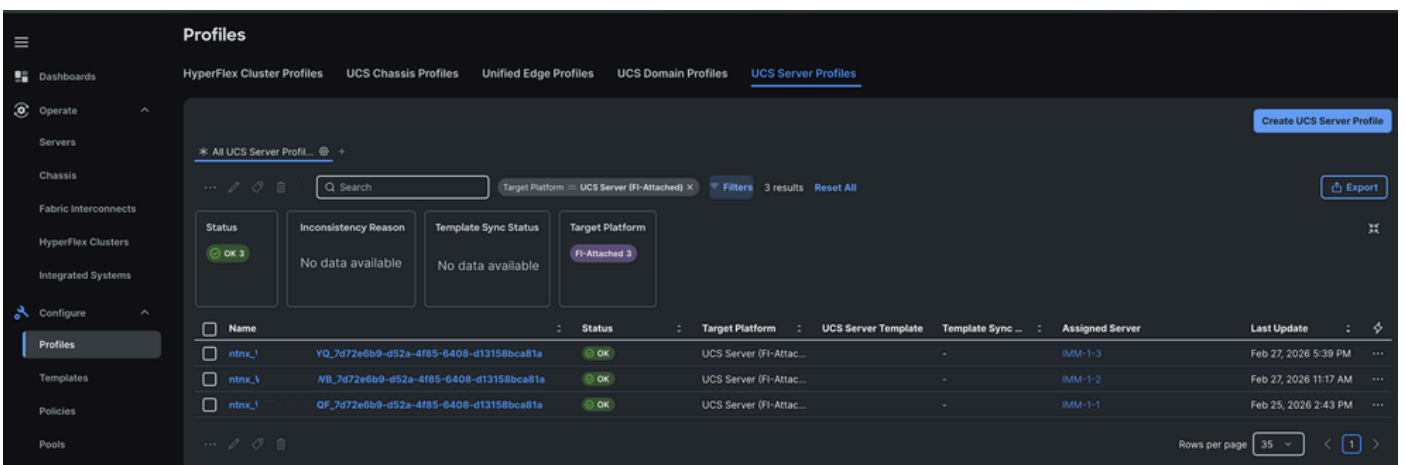 Profiles
HyperFlex Cluster Profiles UCS Chassis Profiles Unified Edge Profiles UCS Domain Profiles UCS Server Profiles
Dashboards
Operate
Servers
Chassis
Fabric Interconnects
HyperFlex Clusters
Integrated Systems
Configure
Profiles
Templates
Policies
Pools
Create UCS Server Profile
All UCS Server Profil... +
Search Target Platform = UCS Server (FI-Attached) × Filters 3 results Reset All Export
Status Inconsistency Reason Template Sync Status Target Platform
OK 3 No data available No data available FI-Attached 3
Name Status Target Platform UCS Server Template Template Sync ... Assigned Server Last Update
ntnx_ YQ_7d72e6b9-d52a-4f85-6408-d13158bca81a OK UCS Server (FI-Attac... - IMM-1-3 Feb 27, 2026 5:39 PM ...
ntnx_ NB_7d72e6b9-d52a-4f85-6408-d13158bca81a OK UCS Server (FI-Attac... - IMM-1-2 Feb 27, 2026 11:17 AM ...
ntnx_ QF_7d72e6b9-d52a-4f85-6408-d13158bca81a OK UCS Server (FI-Attac... - IMM-1-1 Feb 25, 2026 2:43 PM ...
Rows per page 35 < 1 >